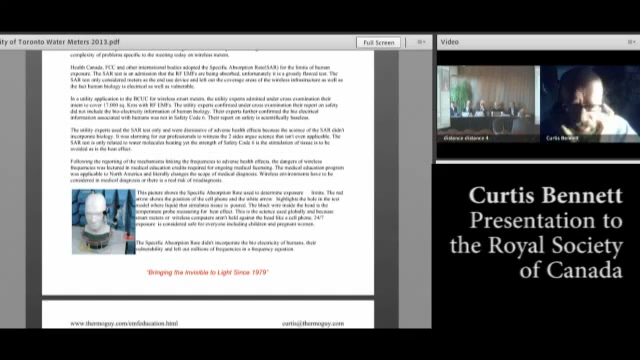 ity of Toronto Water Meters 2013.pdf
Full Screen
Video
complexity of problems specific to the meeting today on wireless meters.
Health Canada, FCC and other international bodies adopted the Specific Absorption Rate(SAR) for the limits of human
exposure. The SAR test is an admission that the RF EMFs are being absorbed, unfortunately it is a grossly flawed test. The
SAR test only considered meters as the end use device and left out the coverage areas of the wireless infrastructure as well as
the fact human biology is electrical as well as vulnerable.
In a utility application to the BCUC for wireless smart meters, the utility experts admitted under cross examination their
intent to cover 17,000 sq. Kms with RF EMFs. The utility experts confirmed under cross examination their report on safety
did not include the bio-electricity information of human biology. Their experts further confirmed the bio electrical
information associated with humans was not in Safety Code 6. Their report on safety is scientifically baseless.
The utility experts used the SAR test only and were dismissive of adverse health effects because the science of the SAR didn't
incorporate biology. It was alarming for our professionals to witness the 2 sides argue science that isn't even applicable. The
SAR is only related to water molecules heating yet the strength of Safety Code 6 is the stimulation of tissue is to be
avoided as is the heat effect.
Following the reporting of the mechanisms linking the frequencies to adverse health effects, the dangers of wireless
frequencies was lectured in medical education credits required for ongoing medical licensing. The medical education program
was applicable to North America and literally changes the scope of medical diagnosis. Wireless environments have to be
considered in medical diagnosis or there is a real risk of misdiagnosis.
This picture shows the Specific Absorption Rate used to determine exposure limits. The red
arrow shows the position of the cell phone and the white arrow highlights the hole in the test
model where liquid that simulates tissue is poured. The black wire inside the head is the
temperature probe measuring for heat effect. This is the science used globally and because
smart meters or wireless computers aren't held against the head like a cell phone, 24/7
exposure is considered safe for everyone including children and pregnant women.
The Specific Absorption Rate didn't incorporate the bio electricity of humans, their
vulnerability and left out millions of frequencies in a frequency equation.
"Bringing the Invisible to Light Since 1979"
www.thermoguy.com/emfeducation.html curtis@thermoguy.com
distance distance 4
Curtis Bennett
Curtis Bennett
Presentation to
the Royal Society
of Canada